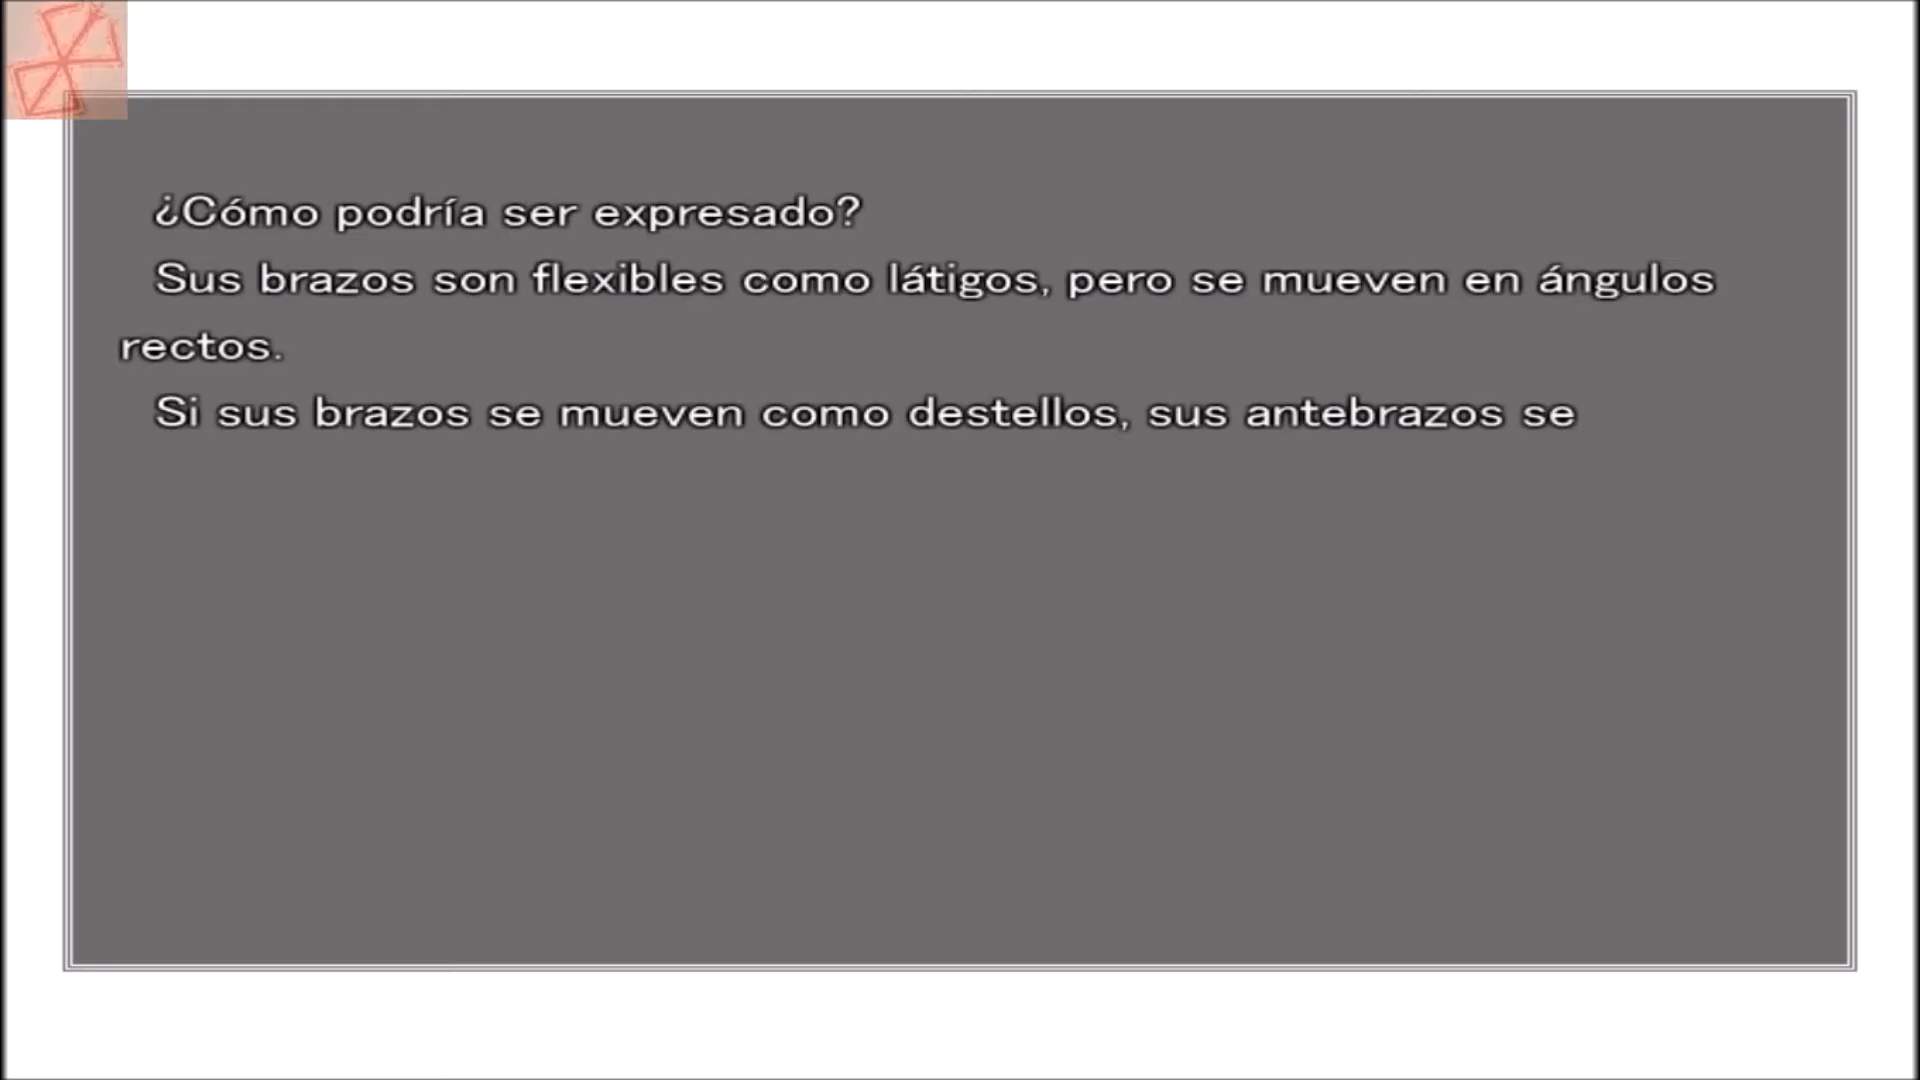 ¿Cómo podría ser expresado?
Sus brazos son flexibles como látigos, pero se mueven en ángulos
rectos.
Si sus brazos se mueven como destellos, sus antebrazos se